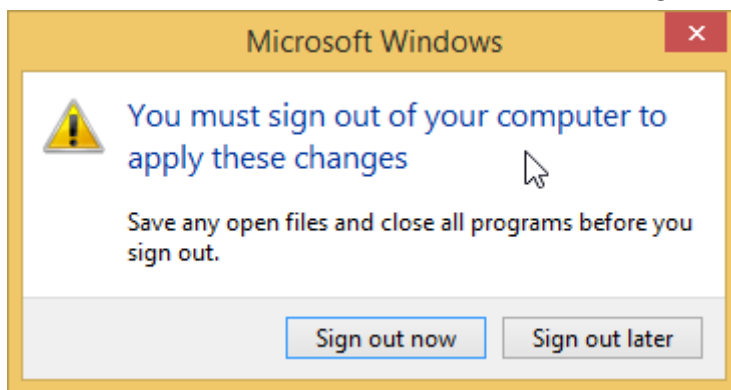 Microsoft Windows
You must sign out of your computer to
apply these changes
Save any open files and close all programs before you
sign out.
Sign out now
Sign out later